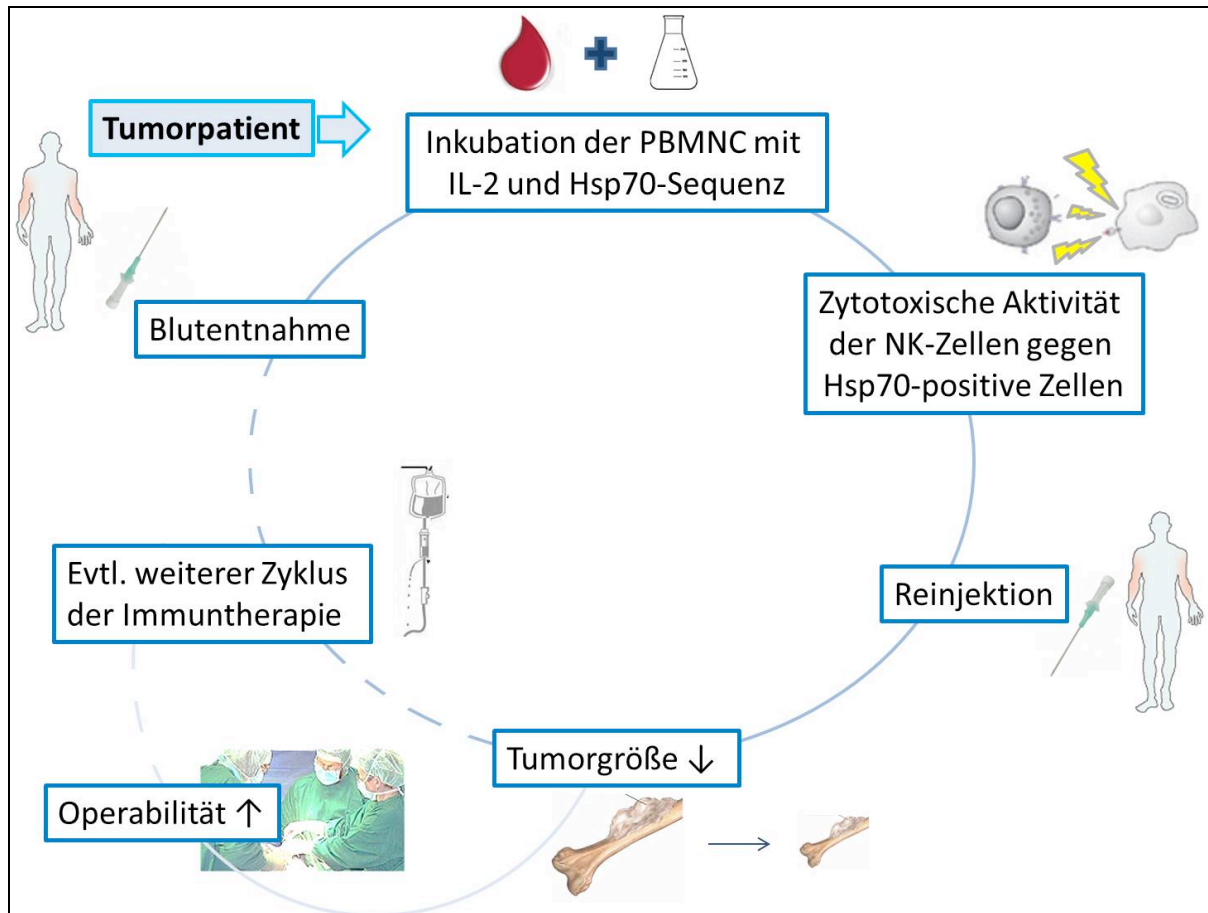 Tumorpatient
Inkubation der PBMNC mit
IL-2 und Hsp70-Sequenz
Zytotoxische Aktivität
der NK-Zellen gegen
Hsp70-positive Zellen
Reinjektion
Tumorgröße ↓
Operabilität ↑
Evtl. weiterer Zyklus
der Immuntherapie
Blutentnahme